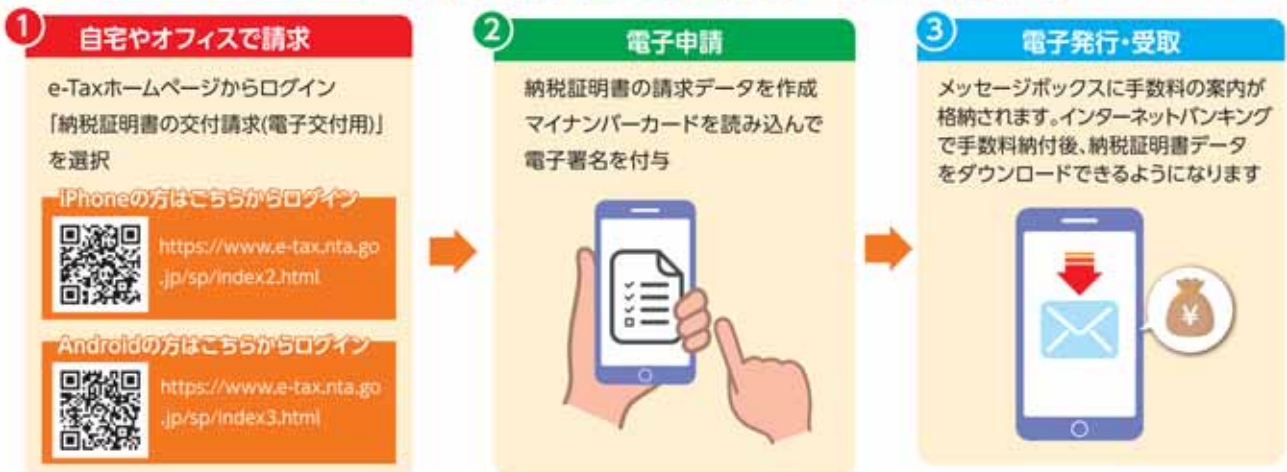 1 自宅やオフィスで請求
e-Taxホームページからログイン
「納税証明書の交付請求(電子交付用)」
を選択
iPhoneの方はこちらからログイン
https://www.e-tax.nta.go
.jp/sp/index2.html
Androidの方はこちらからログイン
https://www.e-tax.nta.go
.jp/sp/index3.html
2 電子申請
納税証明書の請求データを作成
マイナンバーカードを読み込んで
電子署名を付与
3 電子発行・受取
メッセージボックスに手数料の案内が
格納されます。インターネットバンキング
で手数料納付後、納税証明書データ
をダウンロードできるようになります
¥